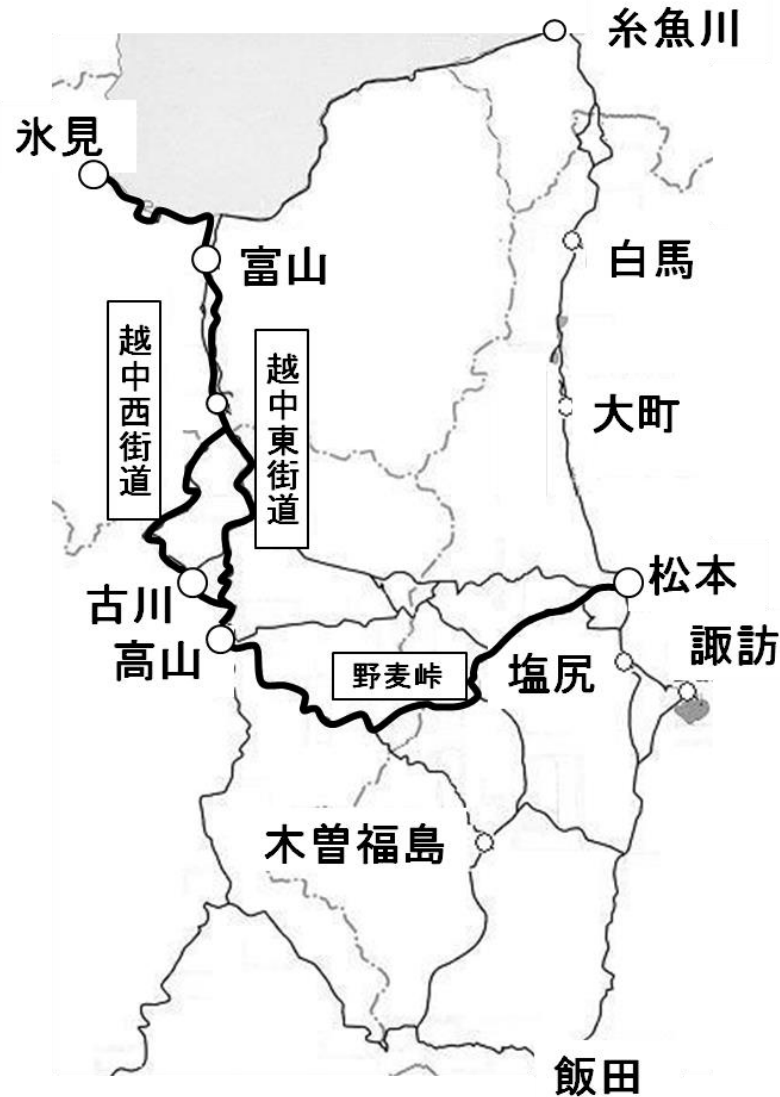 糸魚川
氷見
富山
白馬
越中西街道
越中東街道
大町
古川
松本
高山
野麦峠
塩尻
諏訪
木曽福島
飯田